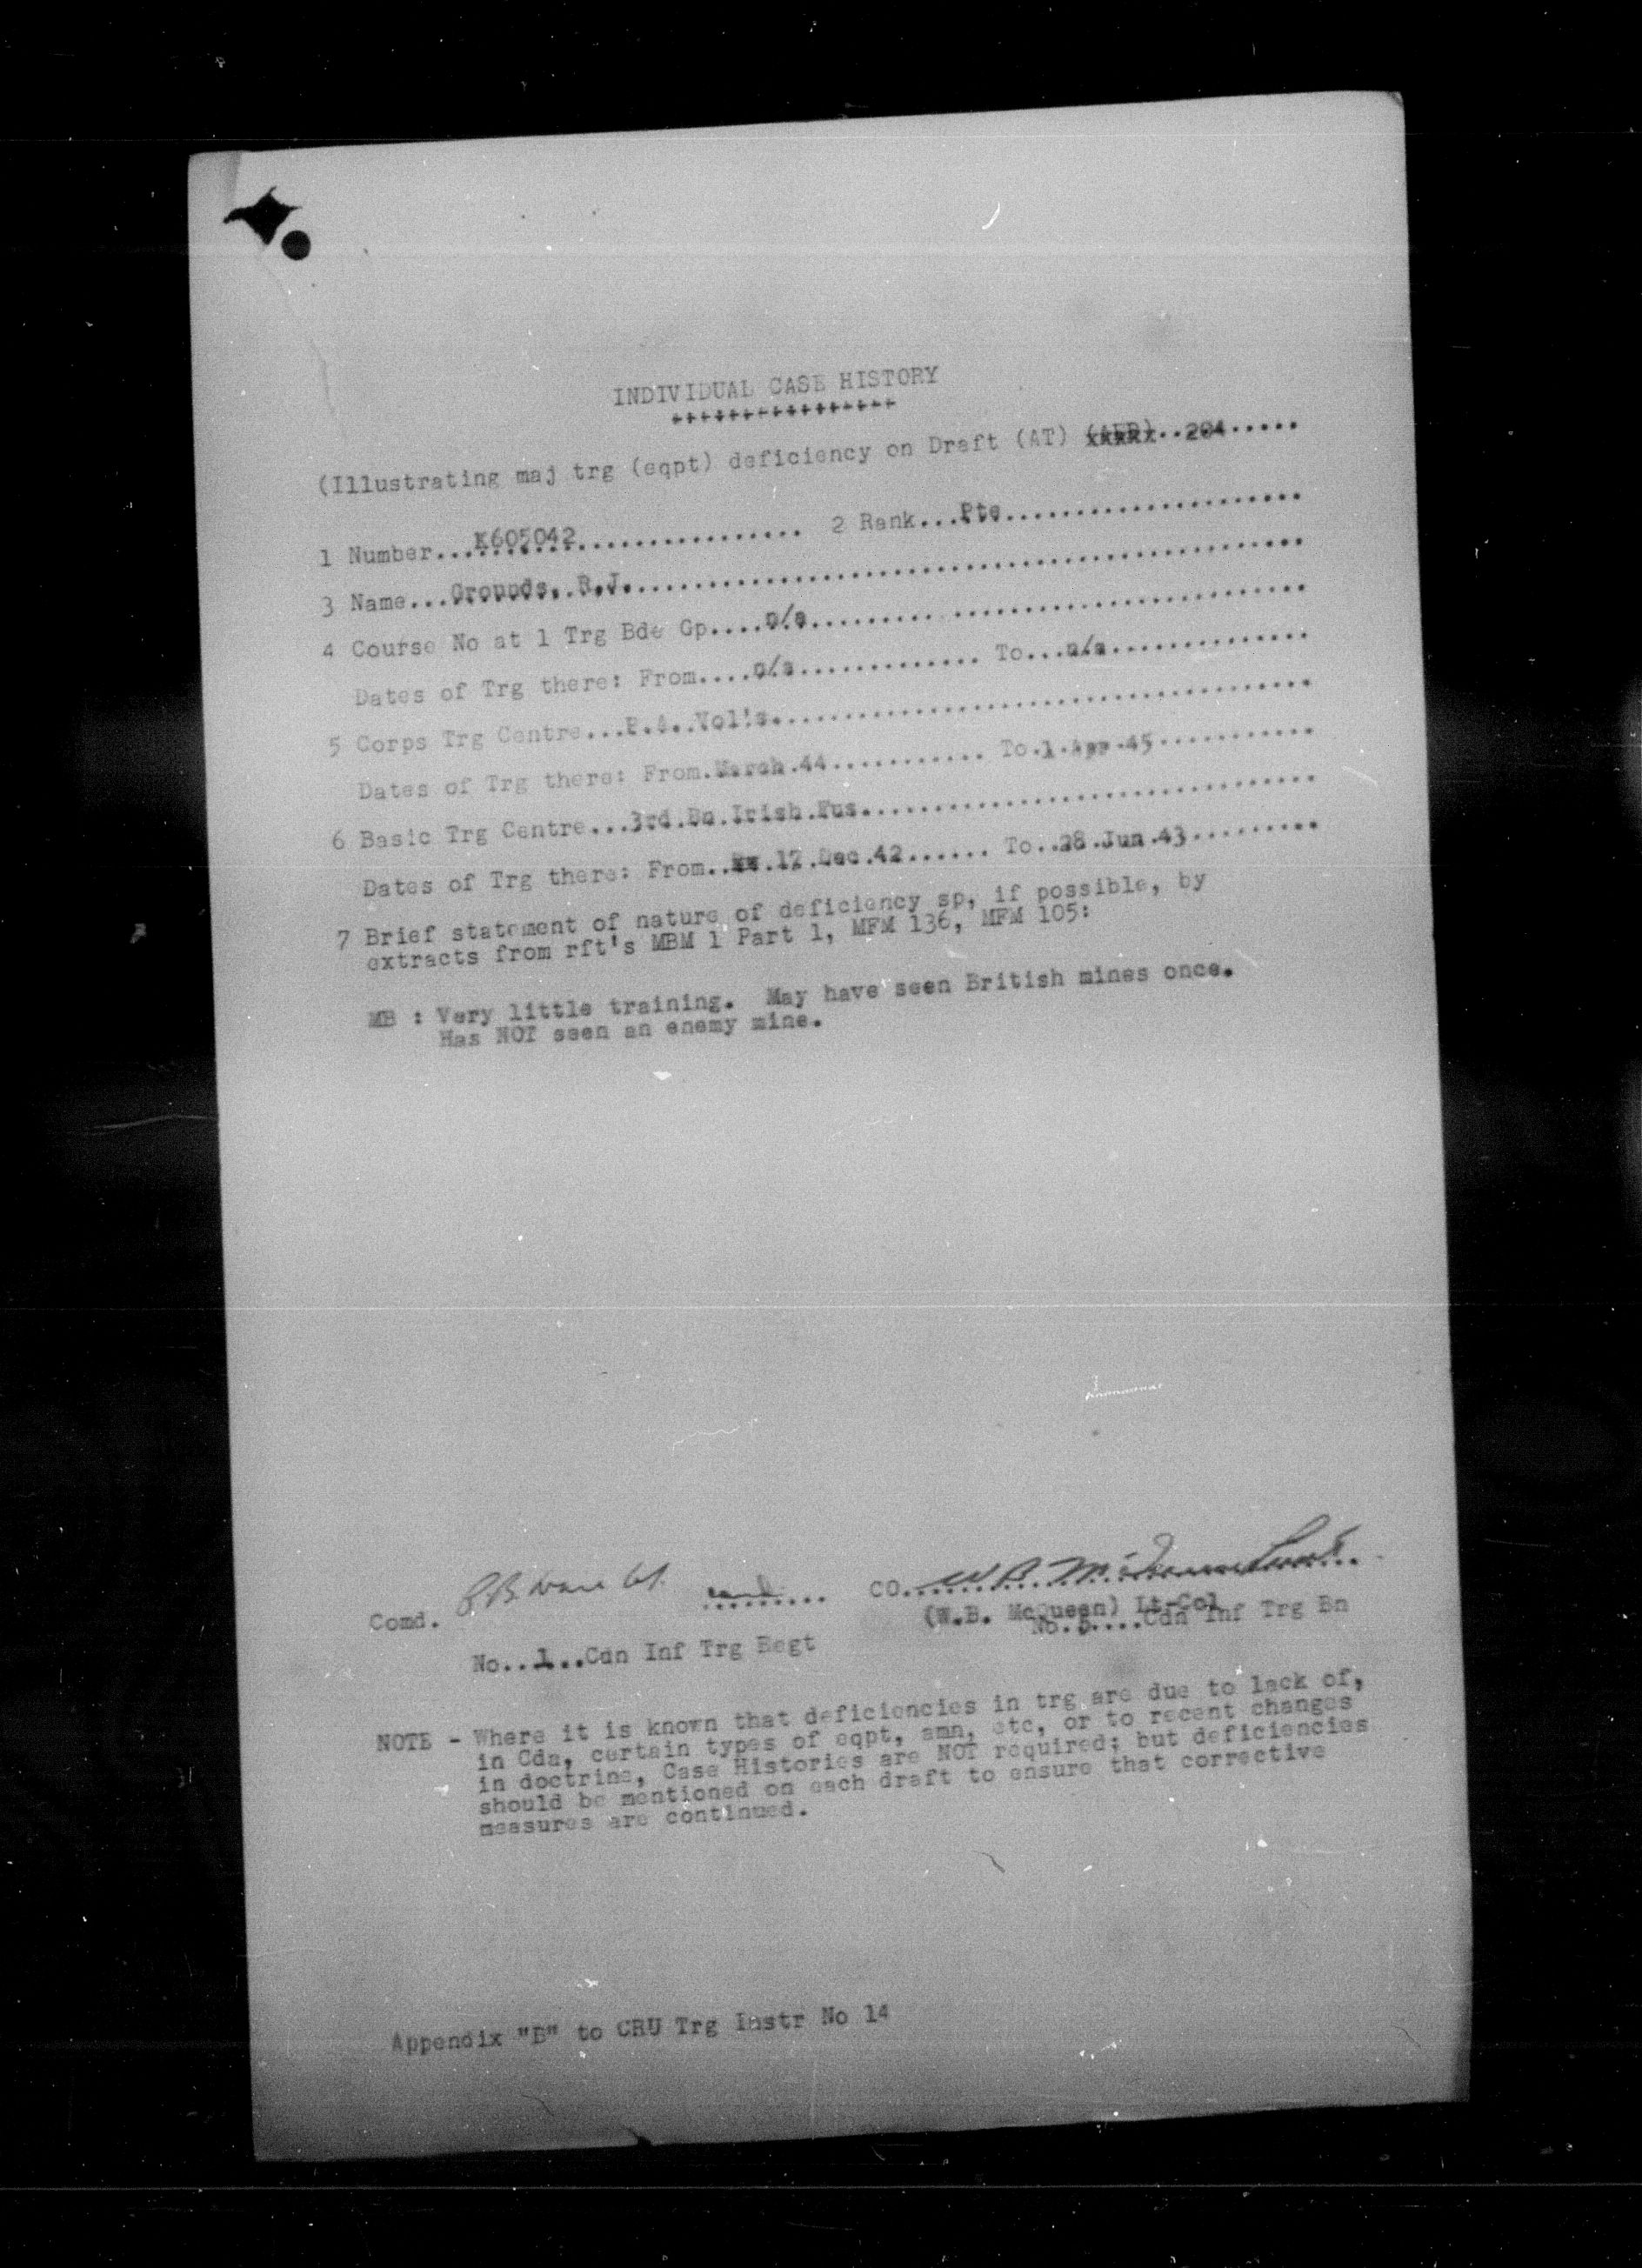 INDIVIDUAL CASE HISTORY
++++++++++++++++
(Illustrating maj trg (eqpt) deficiency on Draft (AT) 204
1 Number...K605042... 2 Rank...Pte...
3 Name...Grounds, R.J...
4 Course No at 1 Trg Bde Gp....n/a...
Dates of Trg there: From....n/a... To...n/a...
5 Corps Trg Centre...P.A. Vol's...
Dates of Trg there: From.March.44... To.1.Apr.45...
6 Basic Trg Centre...3rd.Bn.Irish.Fus...
Dates of Trg there: From..17.Dec.42... To..28.Jun.43...
7 Brief statement of nature of deficiency sp, if possible, by
extracts from rft's MBM 1 Part 1, MFM 136, MFM 105:
MB : Very little training. May have seen British mines once.
Has NOT seen an enemy mine.
Comd. CO.
(W.B. McQueen) Lt-Col
No..1...Cdn Inf Trg Regt No.5....Cdn Inf Trg Bn
NOTE - Where it is known that deficiencies in trg are due to lack of,
in Cda, certain types of eqpt, amn, etc, or to recent changes
in doctrine, Case Histories are NOT required; but deficiencies
should be mentioned on each draft to ensure that corrective
measures are continued.
Appendix "B" to CRU Trg Instr No 14